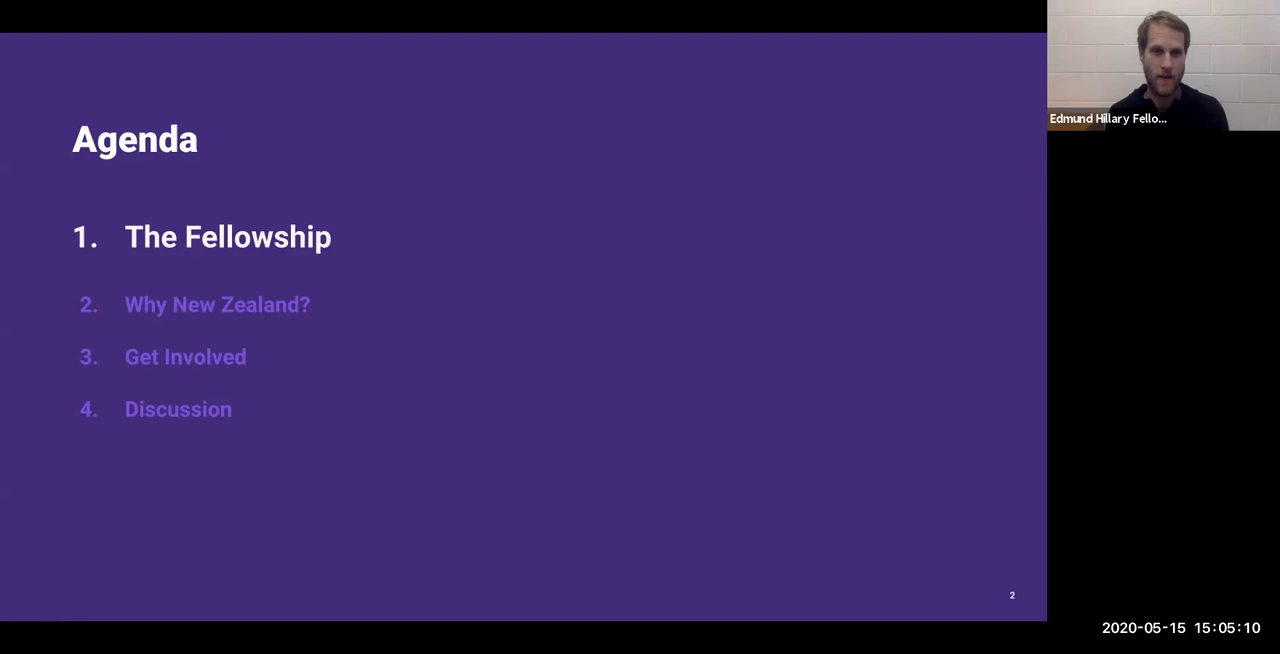 Agenda
1. The Fellowship
2. Why New Zealand?
3. Get Involved
4. Discussion
2
Edmund Hillary Fello...
2020-05-15 15:05:10